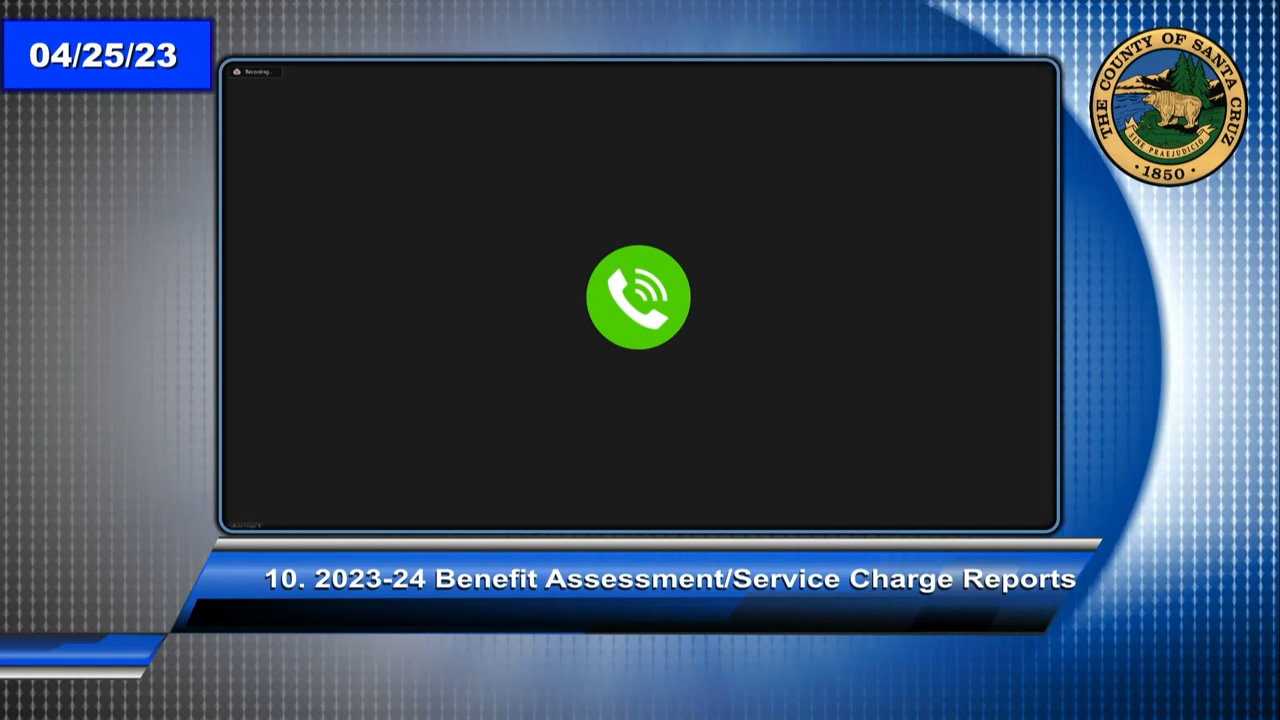 04/25/23
Recording...
THE COUNTY OF SANTA CRUZ
SINE PRAEJUDICIO
• 1850 •
10. 2023-24 Benefit Assessment/Service Charge Reports